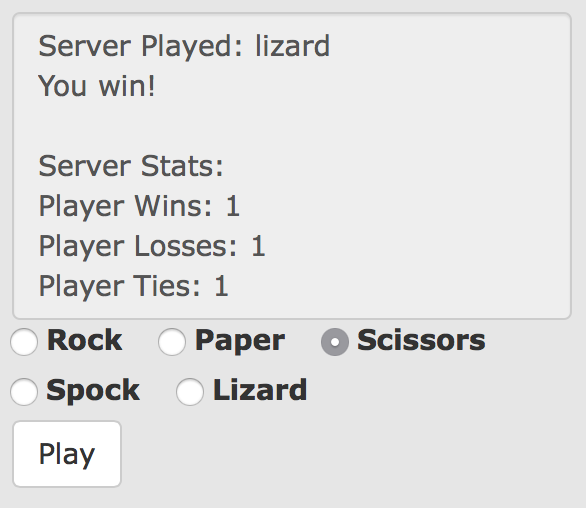 Server Played: lizard
You win!
Server Stats:
Player Wins: 1
Player Losses: 1
Player Ties: 1
Rock Paper Scissors
Spock Lizard
Play